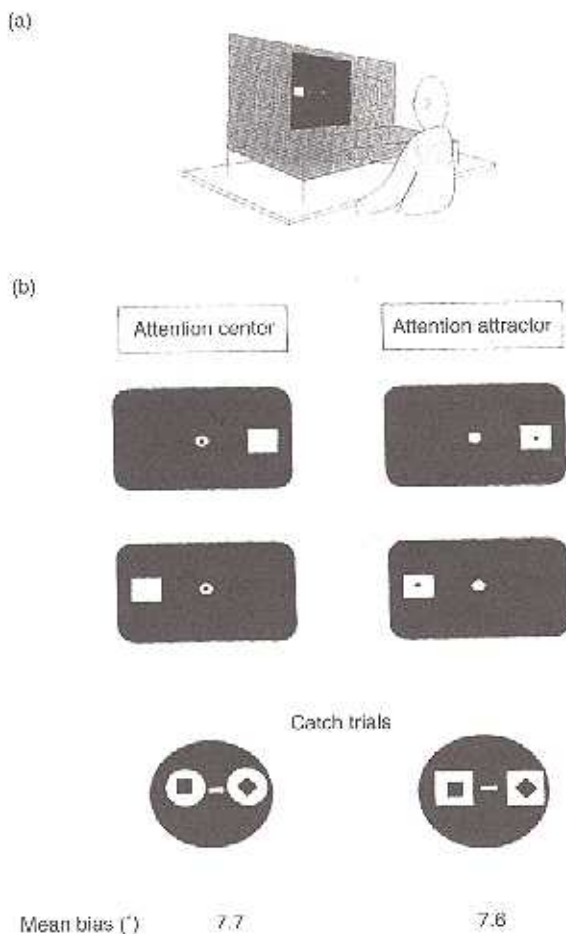 (a)
(b)
Attention center
Attention attractor
Catch trials
Mean bias (°) 7.7 7.6